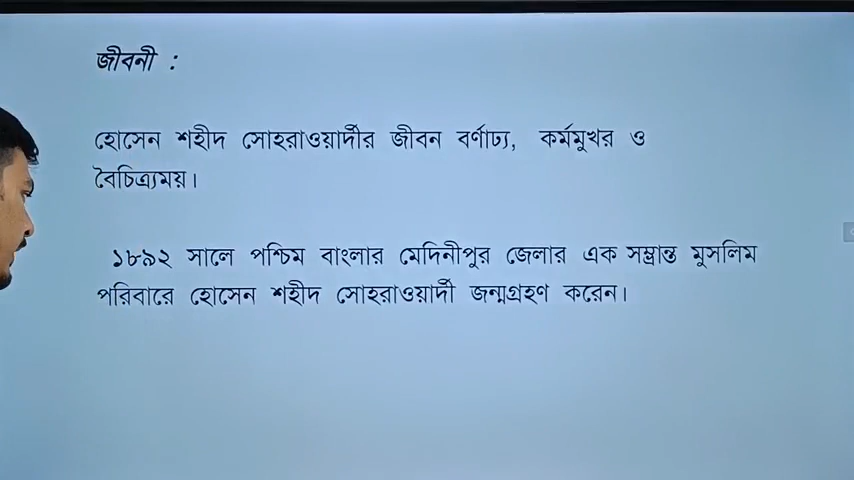 জীবনী :
হোসেন শহীদ সোহরাওয়ার্দীর জীবন বর্ণাঢ্য, কর্মমুখর ও
বৈচিত্র্যময়।
১৮৯২ সালে পশ্চিম বাংলার মেদিনীপুর জেলার এক সম্ভ্রান্ত মুসলিম
পরিবারে হোসেন শহীদ সোহরাওয়ার্দী জন্মগ্রহণ করেন।